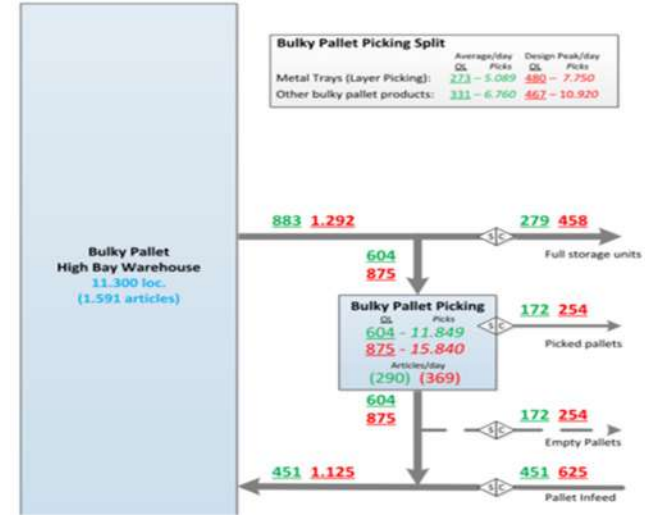 Bulky Pallet Picking Split
Average/day Design Peak/day
OL Picks OL Picks
Metal Trays (Layer Picking): 273 – 5.089 480 – 7.750
Other bulky pallet products: 331 – 6.760 467 – 10.920
883 1.292
279 458
S C
Full storage units
604
875
Bulky Pallet
High Bay Warehouse
11.300 loc.
(1.591 articles)
Bulky Pallet Picking
OL Picks
604 - 11.849
875 - 15.840
Articles/day
(290) (369)
172 254
S C
Picked pallets
604
875
172 254
S C
Empty Pallets
451 1.125
451 625
S C
Pallet Infeed